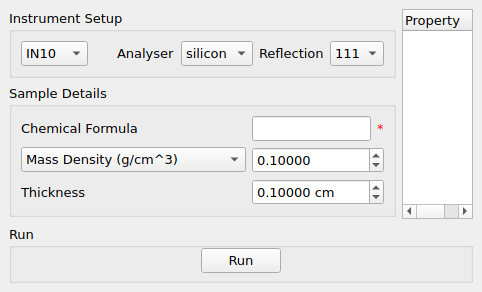 Instrument Setup
Property
IN10 Analyser silicon Reflection 111
Sample Details
Chemical Formula *
Mass Density (g/cm^3) 0.10000
Thickness 0.10000 cm
Run
Run